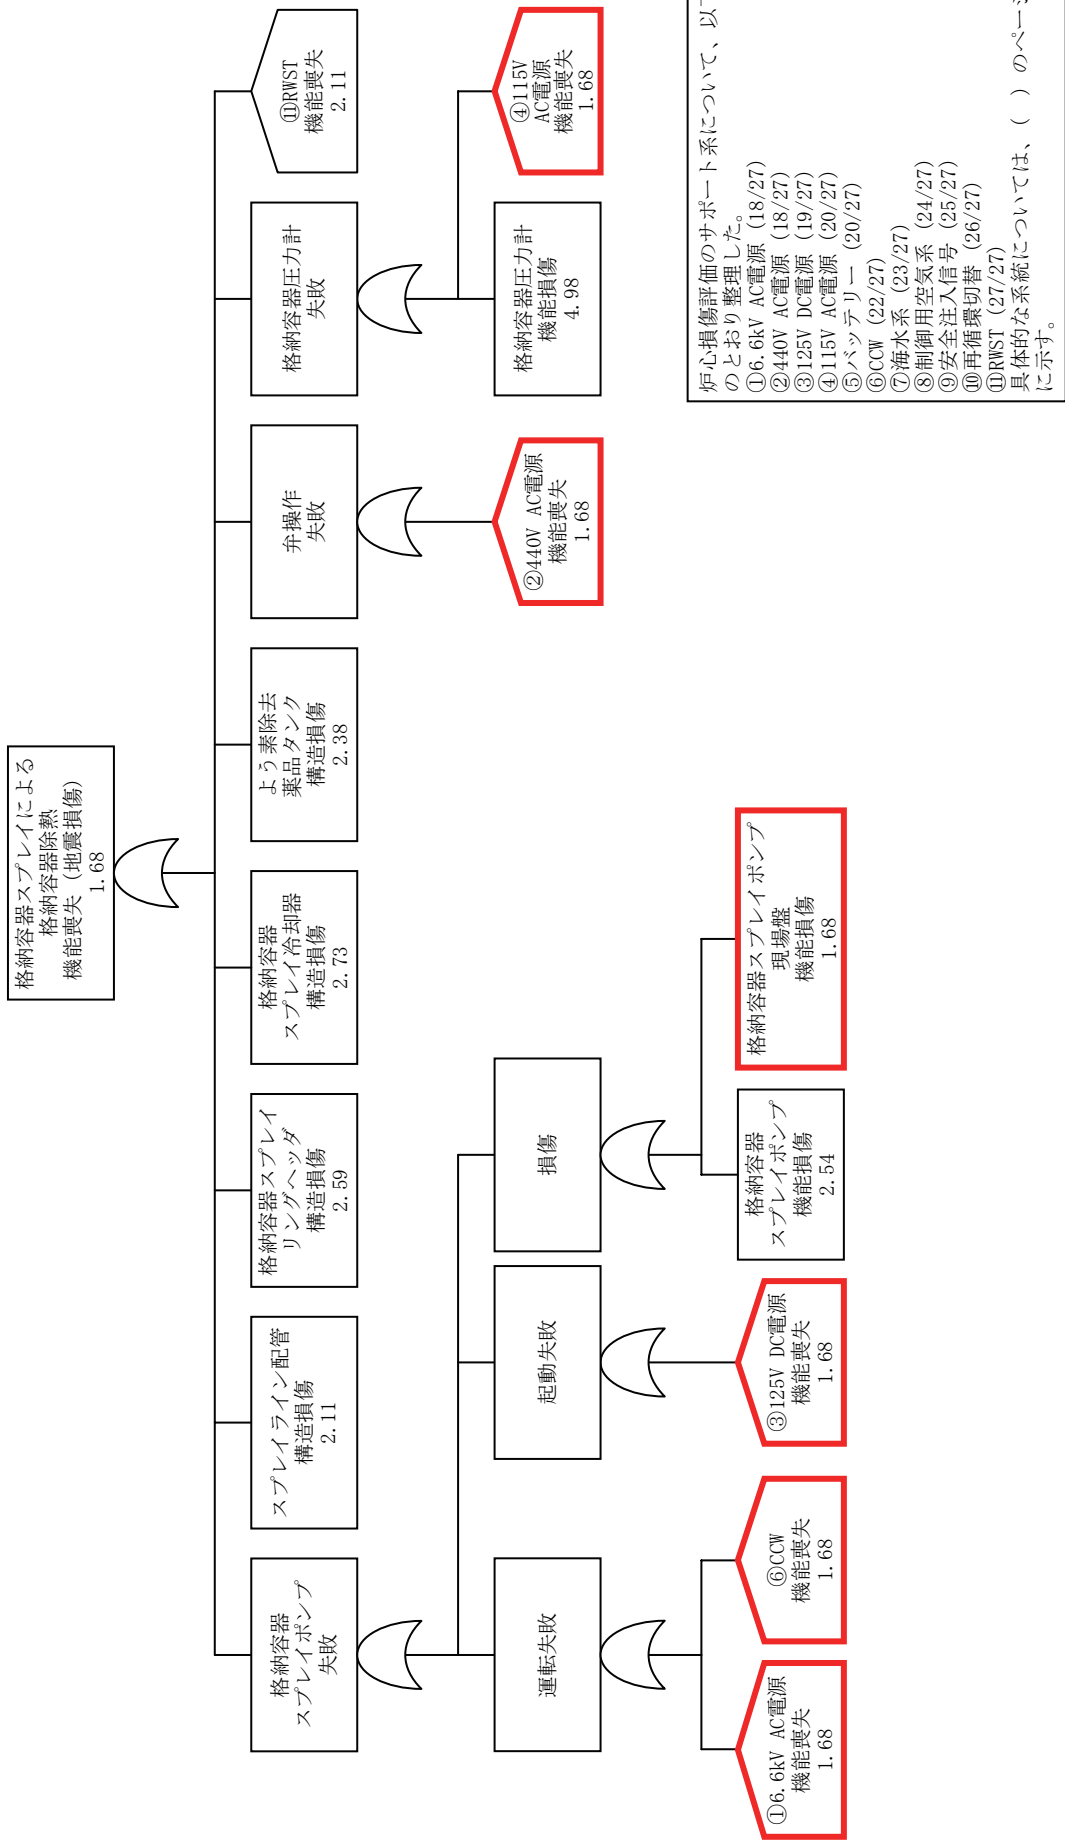 格納容器スプレイによる
格納容器除熱
機能喪失（地震損傷）
1.68
格納容器
スプレイポンプ
失敗
スプレイライン配管
構造損傷
2.11
格納容器スプレイ
リングヘッダ
構造損傷
2.59
格納容器
スプレイ冷却器
構造損傷
2.73
よう素除去
薬品タンク
構造損傷
2.38
弁操作
失敗
格納容器圧力計
失敗
⑪RWST
機能喪失
2.11
運転失敗
起動失敗
損傷
②440V AC電源
機能喪失
1.68
格納容器圧力計
機能損傷
4.98
④115V
AC電源
機能喪失
1.68
①6.6kV AC電源
機能喪失
1.68
⑥CCW
機能喪失
1.68
③125V DC電源
機能喪失
1.68
格納容器
スプレイポンプ
機能損傷
2.54
格納容器スプレイポンプ
現場盤
機能損傷
1.68
炉心損傷評価のサポート系について、以
のとおり整理した。
①6.6kV AC電源 (18/27)
②440V AC電源 (18/27)
③125V DC電源 (19/27)
④115V AC電源 (20/27)
⑤バッテリー (20/27)
⑥CCW (22/27)
⑦海水系 (23/27)
⑧制御用空気系 (24/27)
⑨安全注入信号 (25/27)
⑩再循環切替 (26/27)
⑪RWST (27/27)
具体的な系統については、( ) のペー
に示す。